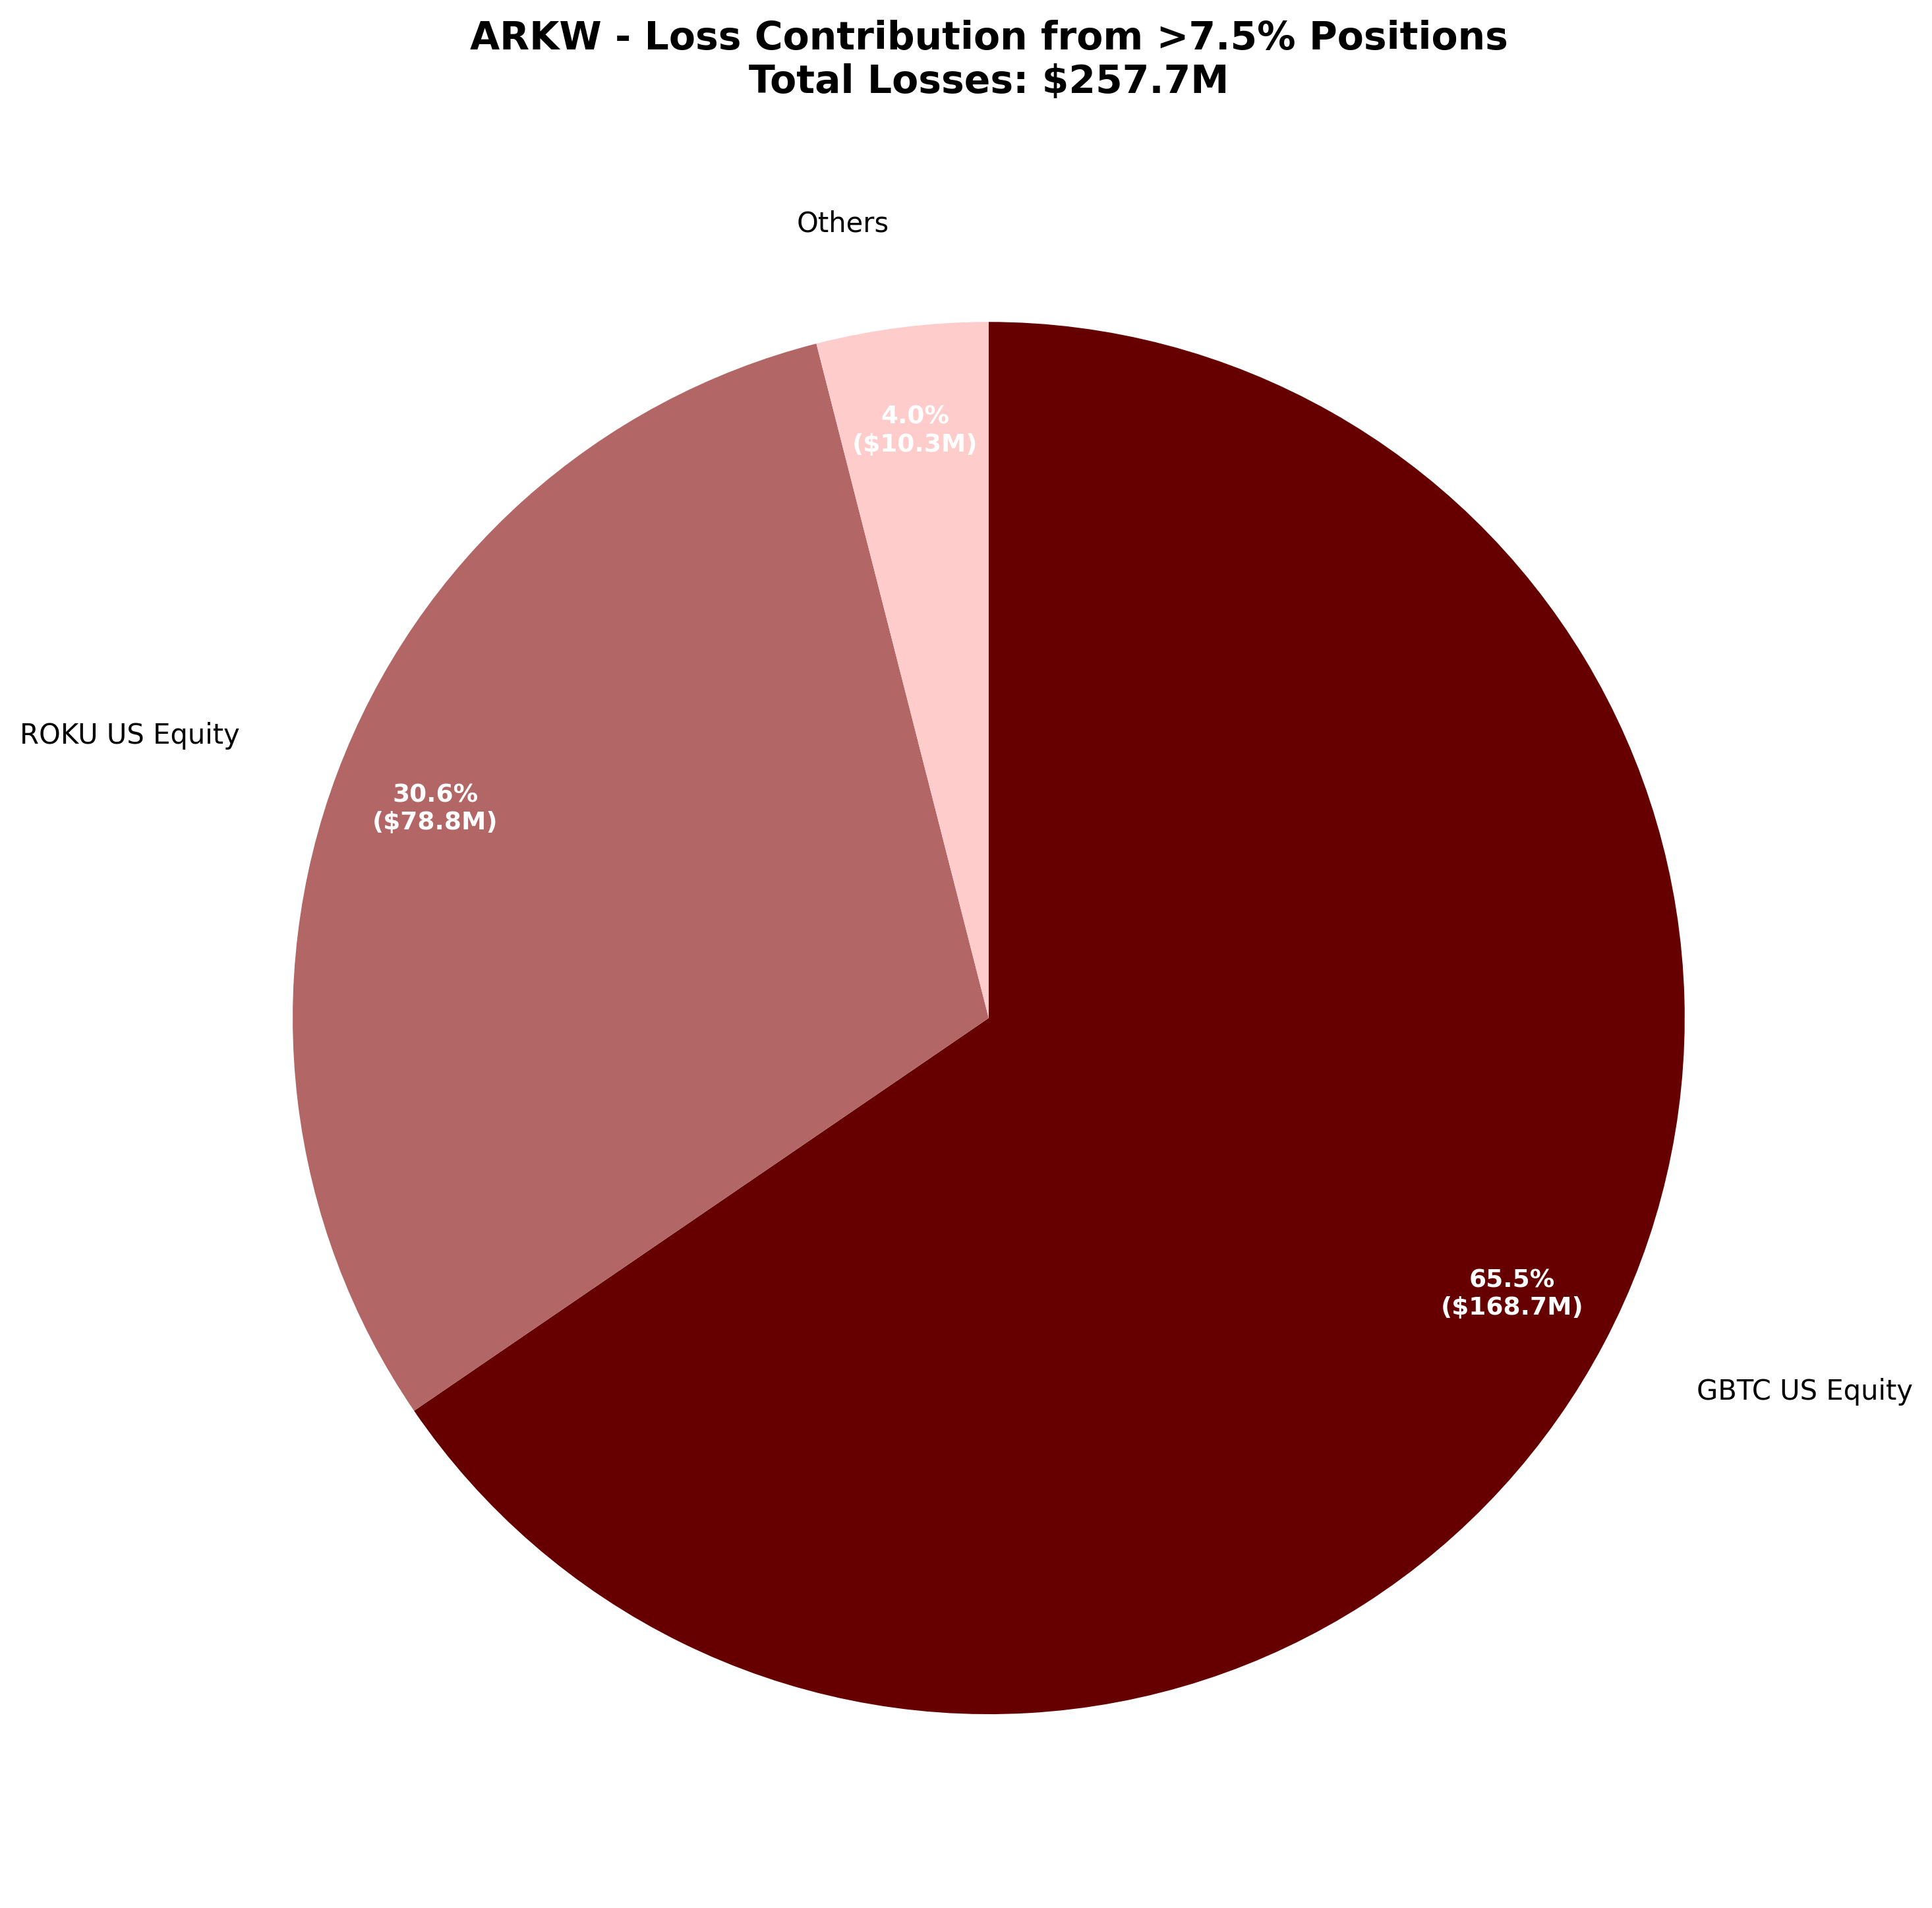 ARKW - Loss Contribution from >7.5% Positions
Total Losses: $257.7M
Others
4.0%
($10.3M)
ROKU US Equity
30.6%
($78.8M)
65.5%
($168.7M)
GBTC US Equity